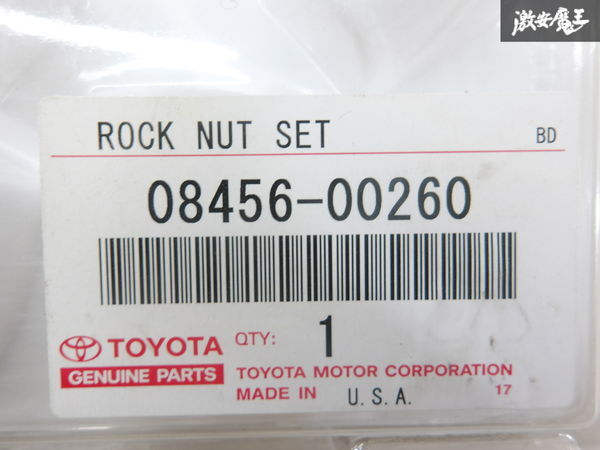 激安魔王
ROCK NUT SET BD
08456-00260
TOYOTA QTY: 1
GENUINE PARTS TOYOTA MOTOR CORPORATION
MADE IN U.S.A. 17